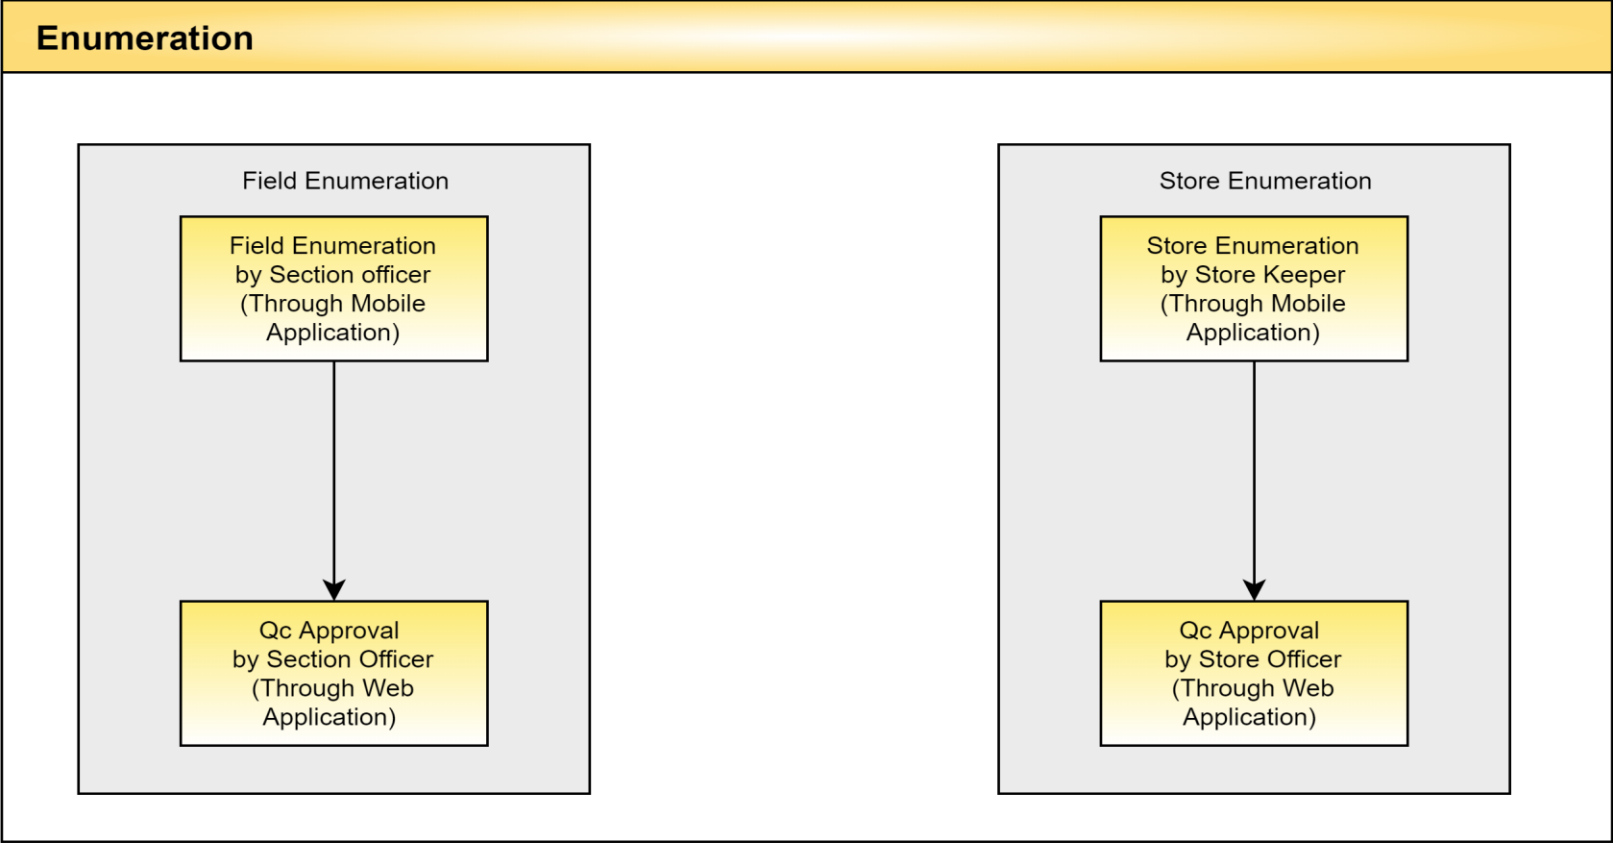 Enumeration
Field Enumeration
Field Enumeration
by Section officer
(Through Mobile
Application)
Qc Approval
by Section Officer
(Through Web
Application)
Store Enumeration
Store Enumeration
by Store Keeper
(Through Mobile
Application)
Qc Approval
by Store Officer
(Through Web
Application)